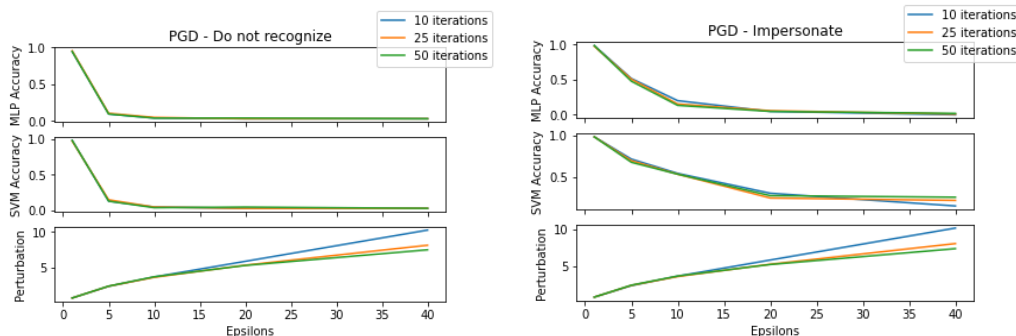 PGD - Do not recognize
10 iterations
25 iterations
50 iterations
MLP Accuracy
1.0
0.5
0.0
SVM Accuracy
1.0
0.5
0.0
Perturbation
10
5
0 5 10 15 20 25 30 35 40
Epsilons
PGD - Impersonate
10 iterations
25 iterations
50 iterations
MLP Accuracy
1.0
0.5
0.0
SVM Accuracy
1.0
0.5
Perturbation
10
5
0 5 10 15 20 25 30 35 40
Epsilons